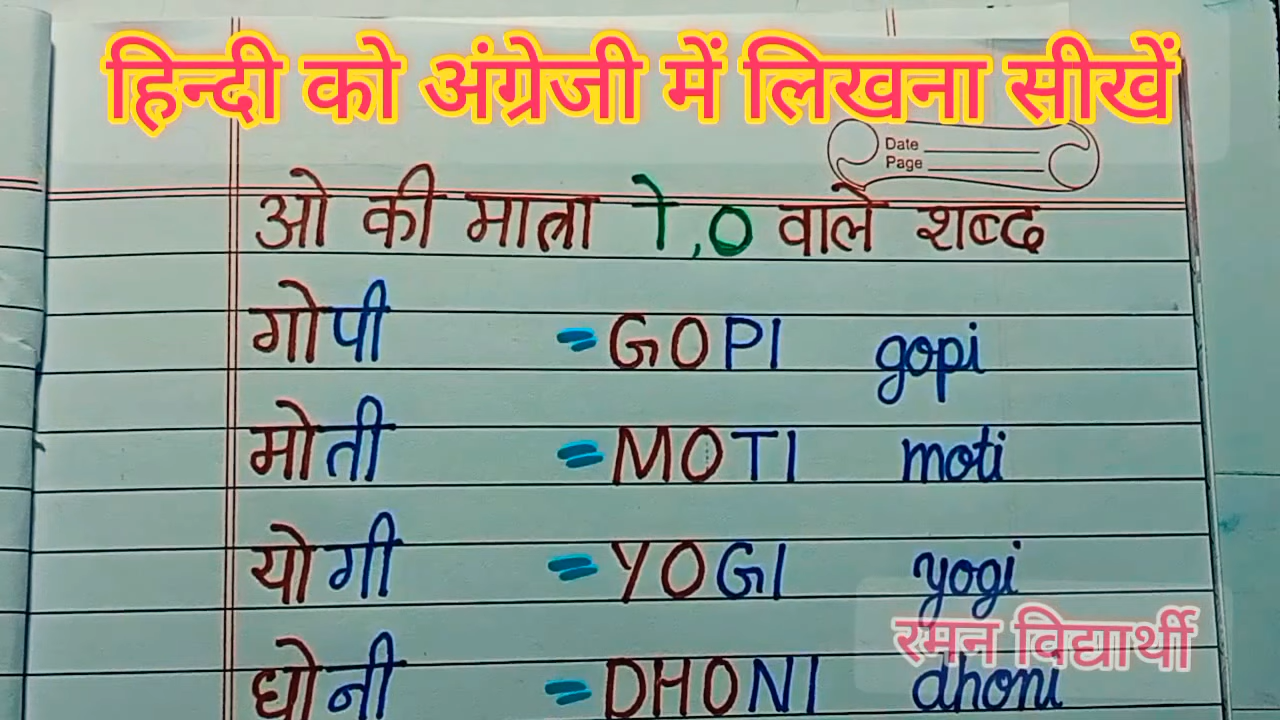 हिन्दी को अंग्रेजी में लिखना सीखें
Date
Page
ओ की मात्रा ो , O वाले शब्द
गोपी = GOPI gopi
मोती = MOTI moti
योगी = YOGI yogi
रमन विद्यार्थी
धोनी = DHONI dhoni